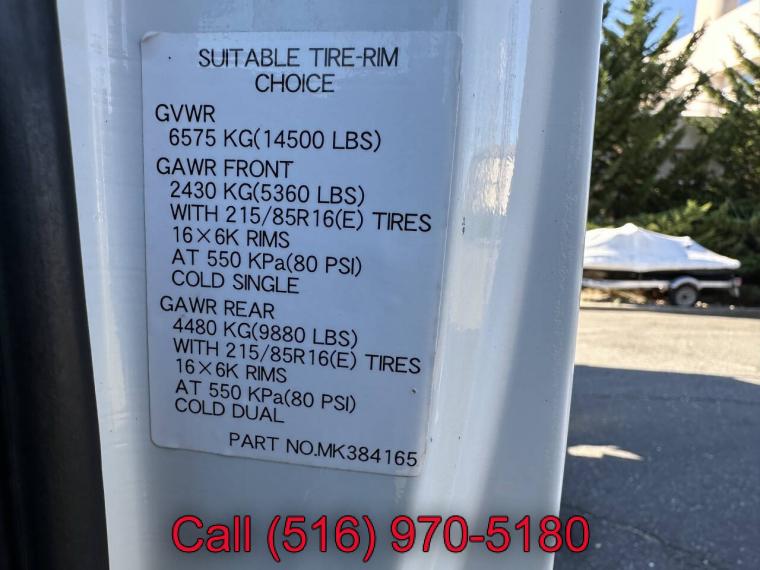 SUITABLE TIRE-RIM
CHOICE
GVWR
6575 KG(14500 LBS)
GAWR FRONT
2430 KG(5360 LBS)
WITH 215/85R16(E) TIRES
16×6K RIMS
AT 550 KPa(80 PSI)
COLD SINGLE
GAWR REAR
4480 KG(9880 LBS)
WITH 215/85R16(E) TIRES
16×6K RIMS
AT 550 KPa(80 PSI)
COLD DUAL
PART NO.MK384165
Call (516) 970-5180